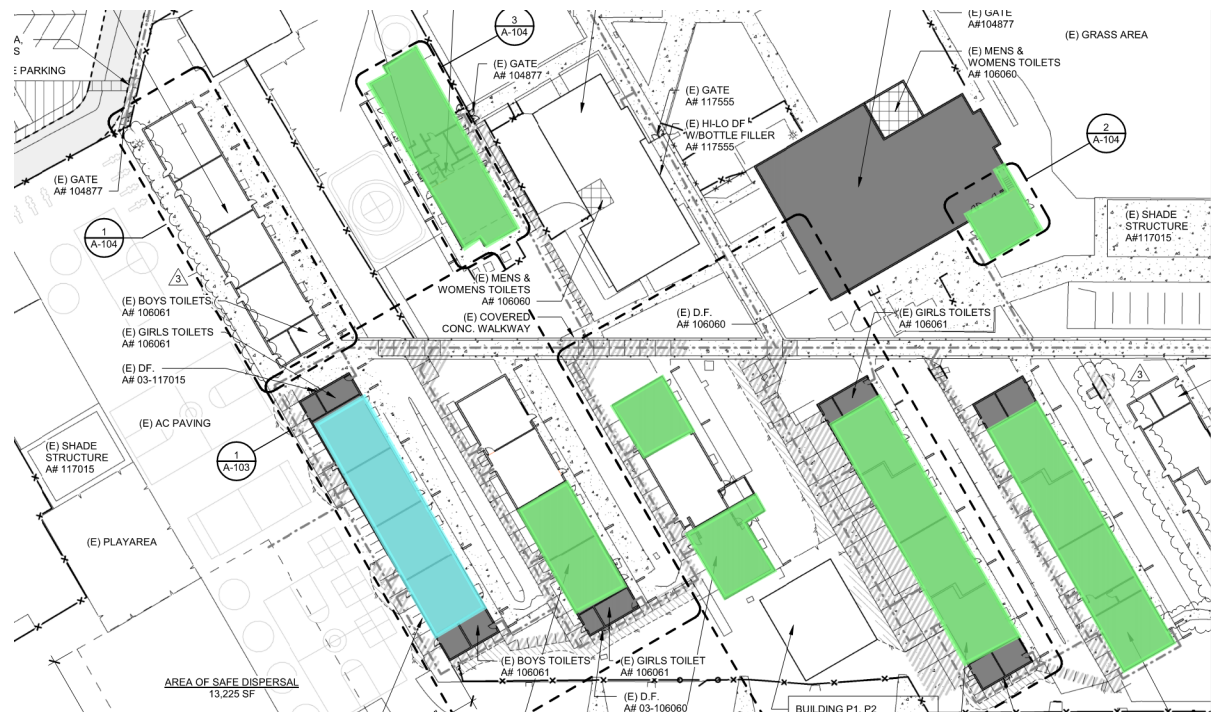 3
A-104
(E) GATE
A#104877
(E) GRASS AREA
A.
S
E PARKING
(E) GATE
A# 104877
(E) MENS &
WOMENS TOILETS
A# 106060
(E) GATE
A# 117555
(E) HI-LO DF
W/BOTTLE FILLER
A# 117555
2
A-104
(E) GATE
A# 104877
(E) SHADE
STRUCTURE
A#117015
1
A-104
3
(E) MENS &
WOMENS TOILETS
A# 106060
(E) BOYS TOILETS
A# 106061
(E) GIRLS TOILETS
A# 106061
(E) COVERED
CONC. WALKWAY
(E) D.F.
A# 106060
(E) GIRLS TOILETS
A# 106061
(E) DF.
A# 03-117015
3
(E) AC PAVING
(E) SHADE
STRUCTURE
A# 117015
1
A-103
(E) PLAYAREA
(E) BOYS TOILETS
A# 106061
(E) GIRLS TOILET
A# 106061
AREA OF SAFE DISPERSAL
13,225 SF
(E) D.F.
A# 03-106060
BUILDING P1, P2